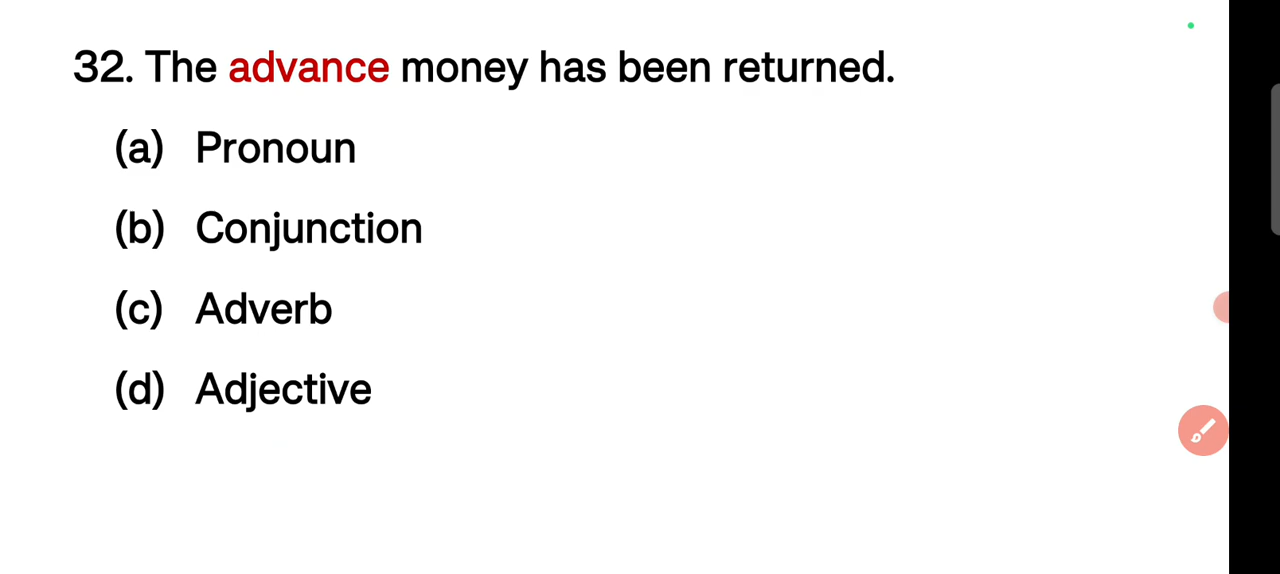 32. The advance money has been returned.
(a) Pronoun
(b) Conjunction
(c) Adverb
(d) Adjective